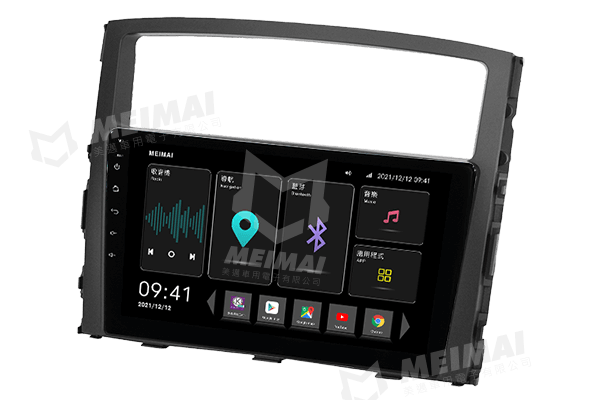 MEIMAI
2021/12/12 09:41
收音機
Radio
導航
Navigation
藍牙
Bluetooth
音樂
Music
應用程式
APP
09:41
2021/12/12
YouTube
MEIMAI
美邁車用電子有限公司
MEIMAI
MEIMAI